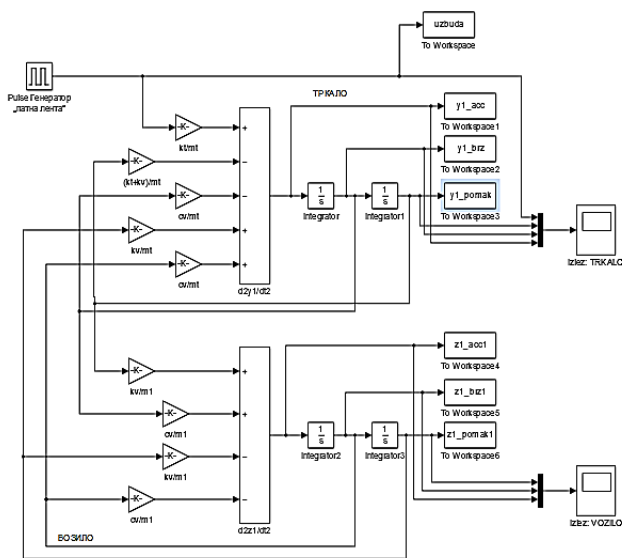 uzbuda
To Workspace
Pulse Генератор
„патна лента"
ТРКАЛО
-K-
kt/mt
y1_acc
To Workspace1
-K-
(kt+kv)/mt
y1_brz
To Workspace2
-K-
cv/mt
1
s
Integrator
1
s
Integrator1
y1_pomak
To Workspace3
-K-
kv/mt
-K-
cv/mt
d2y1/dt2
Izlez: TRKALO
-K-
kv/m1
z1_acc1
To Workspace4
-K-
cv/m1
z1_brz1
To Workspace5
1
s
Integrator2
1
s
Integrator3
z1_pomak1
To Workspace6
-K-
kv/m1
-K-
cv/m1
ВОЗИЛО
d2z1/dt2
Izlez: VOZILO